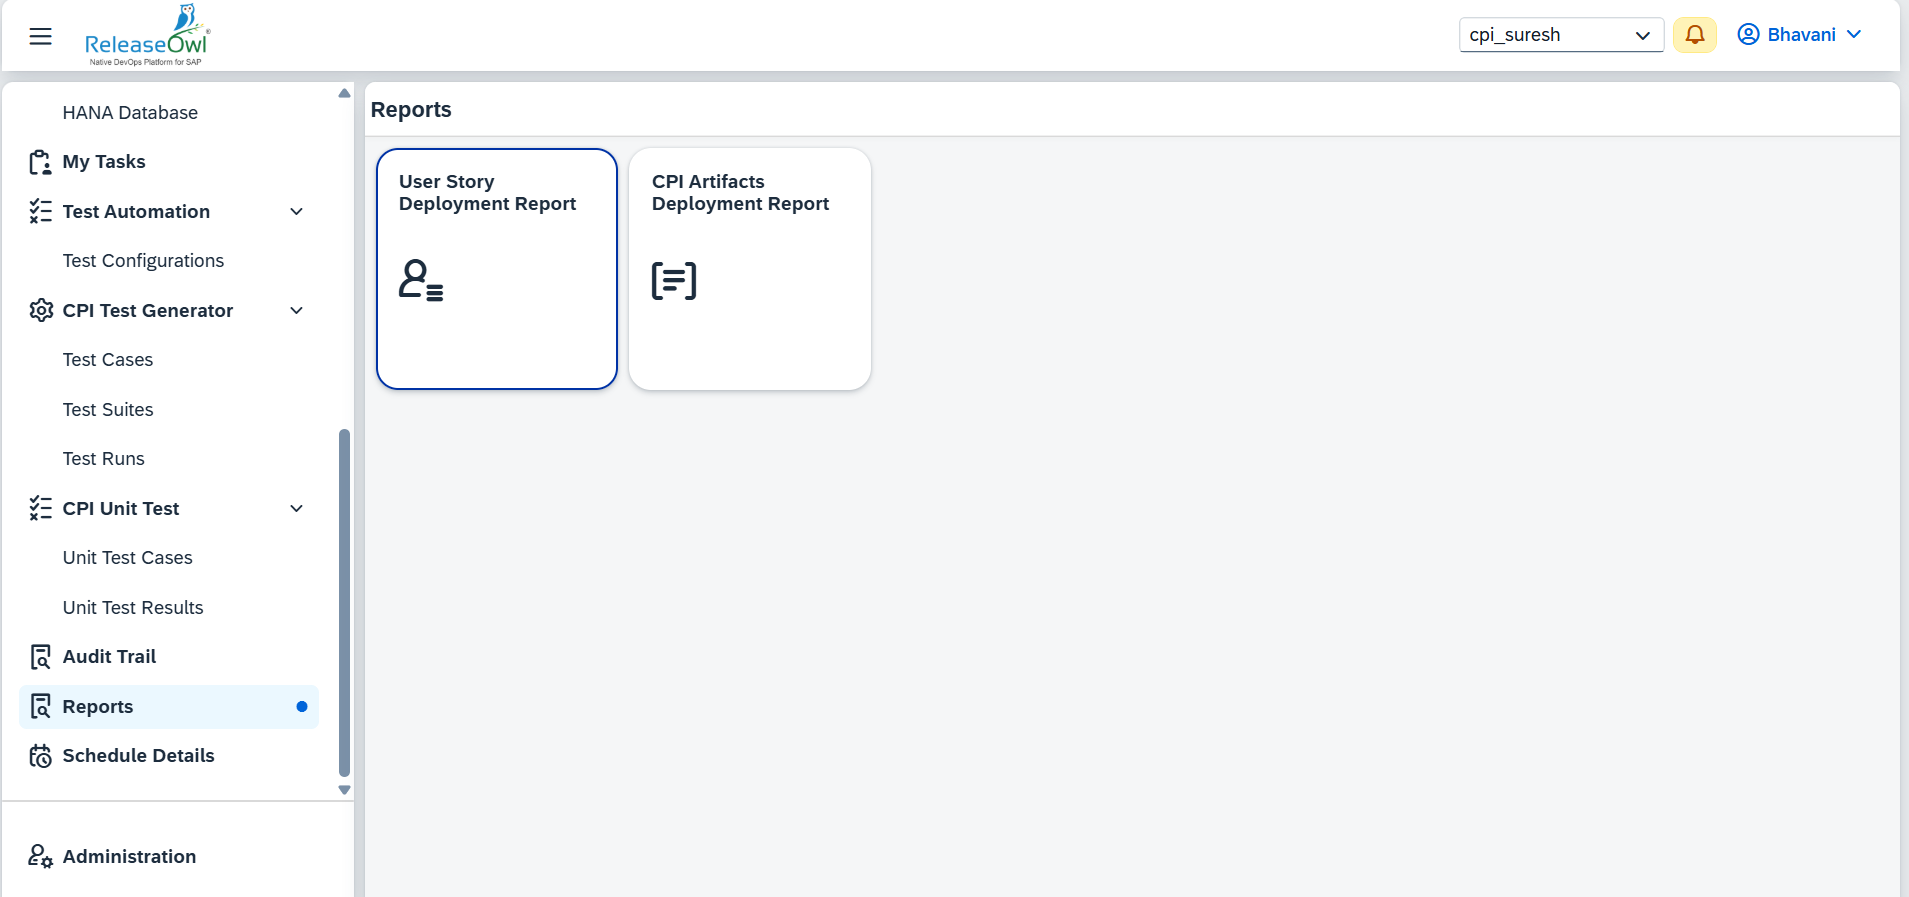 ReleaseOwl®
Native DevOps Platform for SAP
cpi_suresh
Bhavani
HANA Database
My Tasks
Test Automation
Test Configurations
CPI Test Generator
Test Cases
Test Suites
Test Runs
CPI Unit Test
Unit Test Cases
Unit Test Results
Audit Trail
Reports
Schedule Details
Administration
Reports
User Story
Deployment Report
CPI Artifacts
Deployment Report